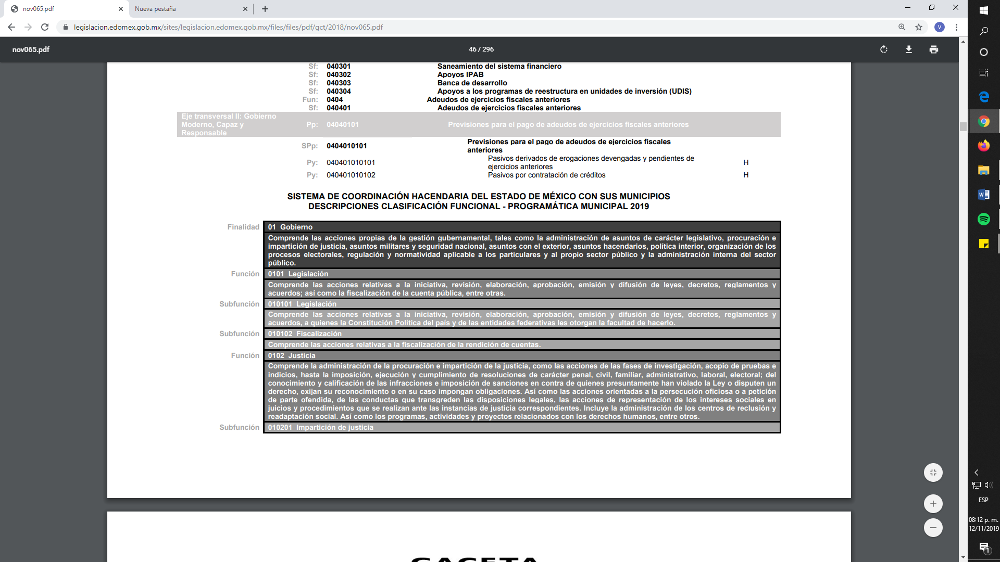 nov065.pdf
Nueva pestaña
legislacion.edomex.gob.mx/sites/legislacion.edomex.gob.mx/files/files/pdf/gct/2018/nov065.pdf
V
nov065.pdf
46 / 296
Sf: 040301 Saneamiento del sistema financiero
Sf: 040302 Apoyos IPAB
Sf: 040303 Banca de desarrollo
Sf: 040304 Apoyos a los programas de reestructura en unidades de inversión (UDIS)
Fun: 0404 Adeudos de ejercicios fiscales anteriores
Sf: 040401 Adeudos de ejercicios fiscales anteriores
Eje transversal II: Gobierno
Moderno, Capaz y
Responsable
Pp: 04040101 Previsiones para el pago de adeudos de ejercicios fiscales anteriores
SPp: 0404010101 Previsiones para el pago de adeudos de ejercicios fiscales
anteriores
Py: 040401010101 Pasivos derivados de erogaciones devengadas y pendientes de
ejercicios anteriores H
Py: 040401010102 Pasivos por contratación de créditos H
SISTEMA DE COORDINACIÓN HACENDARIA DEL ESTADO DE MÉXICO CON SUS MUNICIPIOS
DESCRIPCIONES CLASIFICACIÓN FUNCIONAL - PROGRAMÁTICA MUNICIPAL 2019
Finalidad 01 Gobierno
Comprende las acciones propias de la gestión gubernamental, tales como la administración de asuntos de carácter legislativo, procuración e
impartición de justicia, asuntos militares y seguridad nacional, asuntos con el exterior, asuntos hacendarios, política interior, organización de los
procesos electorales, regulación y normatividad aplicable a los particulares y al propio sector público y la administración interna del sector
público.
Función 0101 Legislación
Comprende las acciones relativas a la iniciativa, revisión, elaboración, aprobación, emisión y difusión de leyes, decretos, reglamentos y
acuerdos; así como la fiscalización de la cuenta pública, entre otras.
Subfunción 010101 Legislación
Comprende las acciones relativas a la iniciativa, revisión, elaboración, aprobación, emisión y difusión de leyes, decretos, reglamentos y
acuerdos, a quienes la Constitución Política del país y de las entidades federativas les otorgan la facultad de hacerlo.
Subfunción 010102 Fiscalización
Comprende las acciones relativas a la fiscalización de la rendición de cuentas.
Función 0102 Justicia
Comprende la administración de la procuración e impartición de la justicia, como las acciones de las fases de investigación, acopio de pruebas e
indicios, hasta la imposición, ejecución y cumplimiento de resoluciones de carácter penal, civil, familiar, administrativo, laboral, electoral; del
conocimiento y calificación de las infracciones e imposición de sanciones en contra de quienes presuntamente han violado la Ley o disputen un
derecho, exijan su reconocimiento o en su caso impongan obligaciones. Así como las acciones orientadas a la persecución oficiosa o a petición
de parte ofendida, de las conductas que transgreden las disposiciones legales, las acciones de representación de los intereses sociales en
juicios y procedimientos que se realizan ante las instancias de justicia correspondientes. Incluye la administración de los centros de reclusión y
readaptación social. Así como los programas, actividades y proyectos relacionados con los derechos humanos, entre otros.
Subfunción 010201 Impartición de justicia
GACETA
ESP
08:12 p. m.
12/11/2019
1